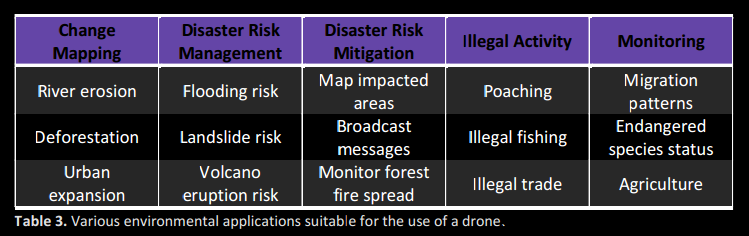 Change Mapping Disaster Risk Management Disaster Risk Mitigation Illegal Activity Monitoring
River erosion Flooding risk Map impacted areas Poaching Migration patterns
Deforestation Landslide risk Broadcast messages Illegal fishing Endangered species status
Urban expansion Volcano eruption risk Monitor forest fire spread Illegal trade Agriculture
Table 3. Various environmental applications suitable for the use of a drone.